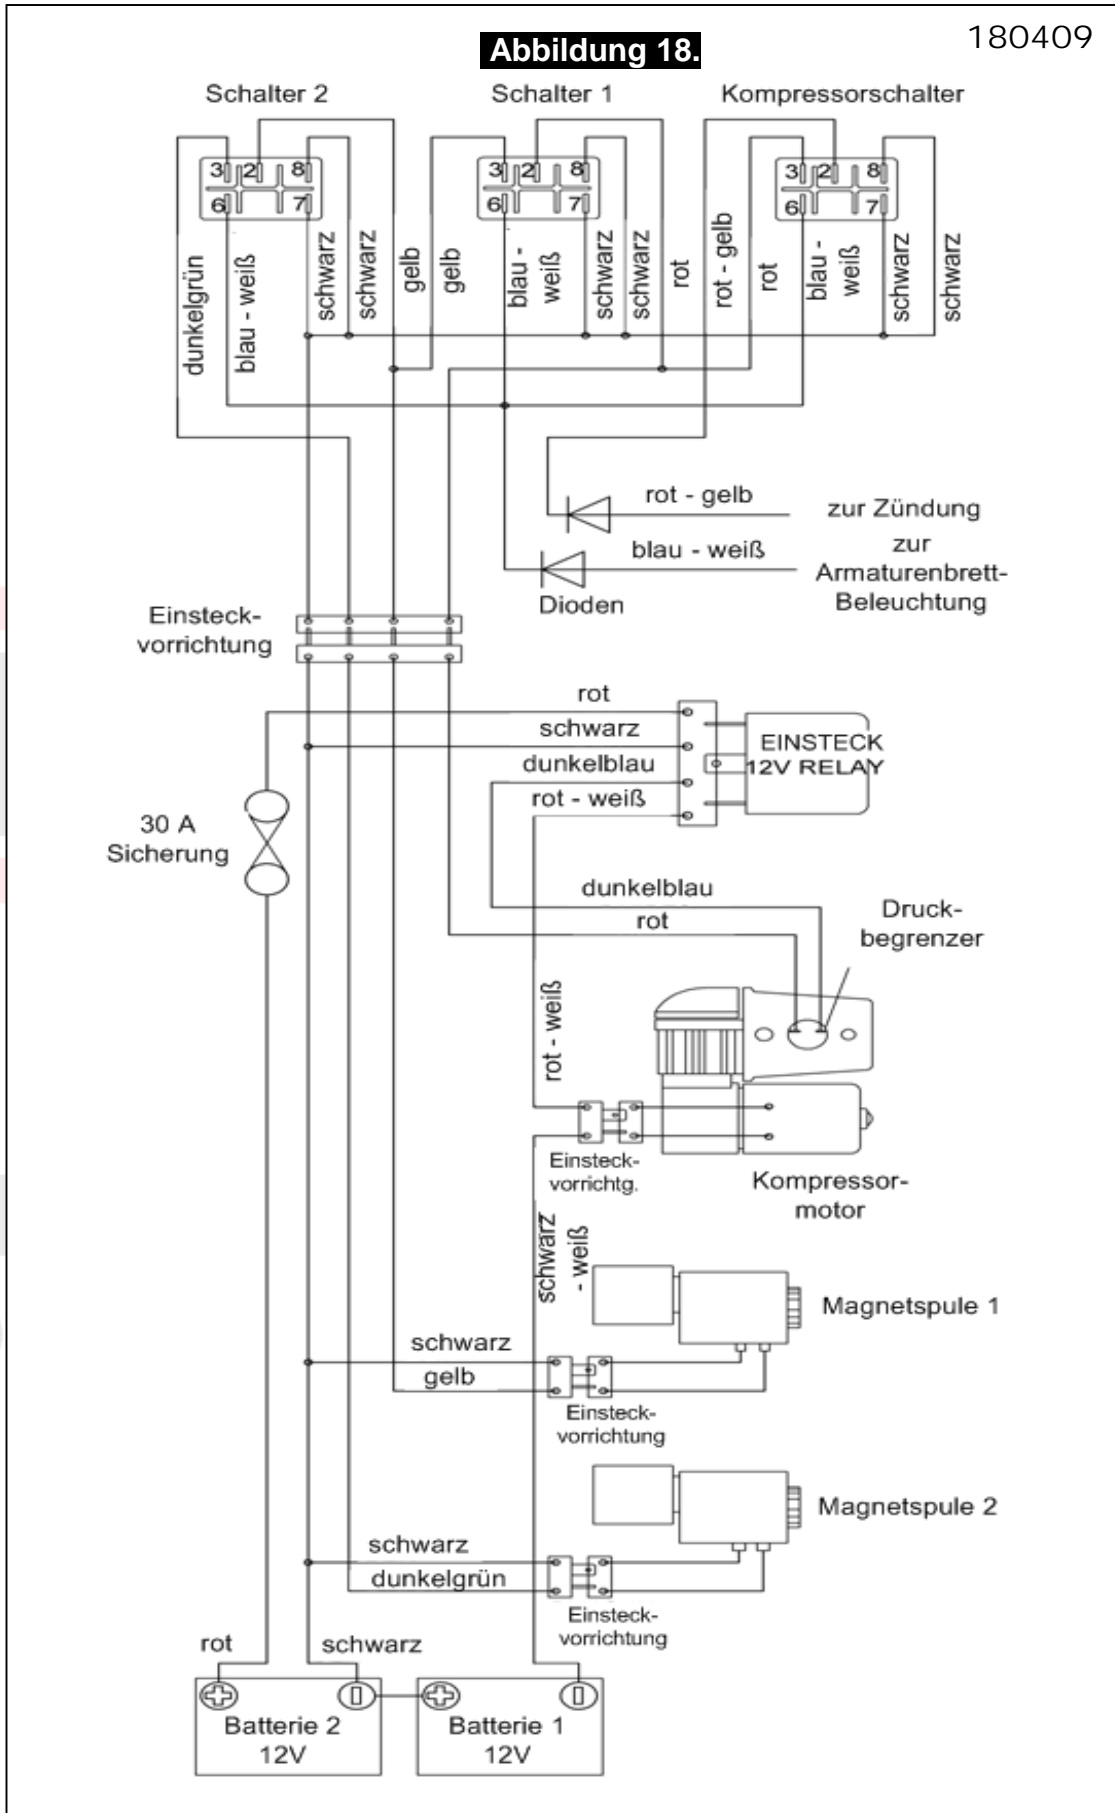 180409
Abbildung 18.
Schalter 2
Schalter 1
Kompressorschalter
3 2 8
6 7
3 2 8
6 7
3 2 8
6 7
dunkelgrün
blau - weiß
schwarz
schwarz
gelb
gelb
blau -
weiß
schwarz
schwarz
rot
rot - gelb
rot
blau -
weiß
schwarz
schwarz
rot - gelb
zur Zündung
blau - weiß
zur
Armaturenbrett-
Beleuchtung
Dioden
Einsteck-
vorrichtung
rot
schwarz
dunkelblau
rot - weiß
EINSTECK
12V RELAY
30 A
Sicherung
dunkelblau
rot
Druck-
begrenzer
rot - weiß
Einsteck-
vorrichtg.
Kompressor-
motor
schwarz
- weiß
Magnetspule 1
schwarz
gelb
Einsteck-
vorrichtung
Magnetspule 2
schwarz
dunkelgrün
Einsteck-
vorrichtung
rot
schwarz
Batterie 2
12V
Batterie 1
12V